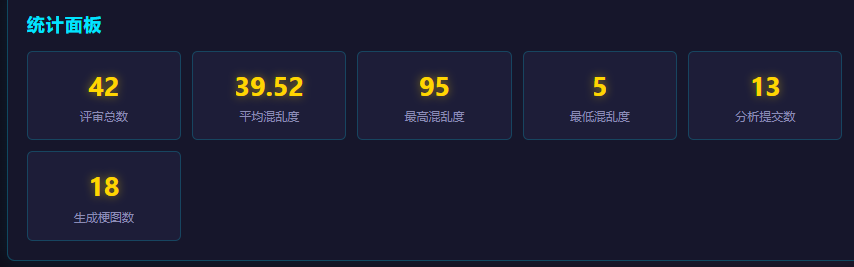 统计面板
42
评审总数
39.52
平均混乱度
95
最高混乱度
5
最低混乱度
13
分析提交数
18
生成梗图数